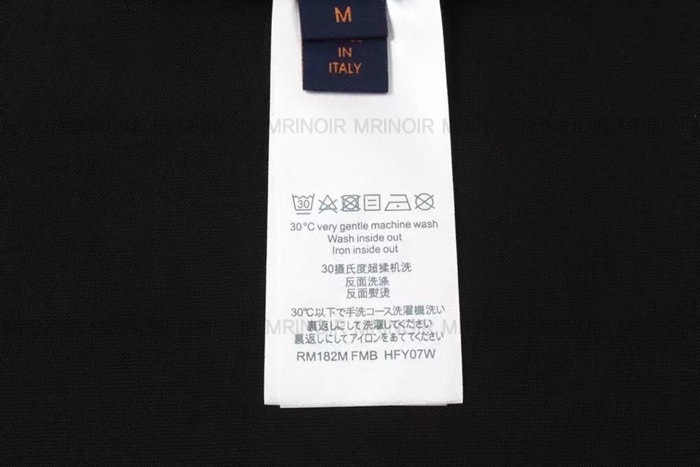 M
IN
ITALY
MRINOIR MRINOIR MRINOIR
30
30°C very gentle machine wash
Wash inside out
Iron inside out
30摄氏度超揉机洗
反面洗涤
反面熨烫
30℃以下で手洗コース洗濯機洗い
裏返しにして洗濯してください
裏返しにしてアイロンをあててください
RM182M FMB HFY07W